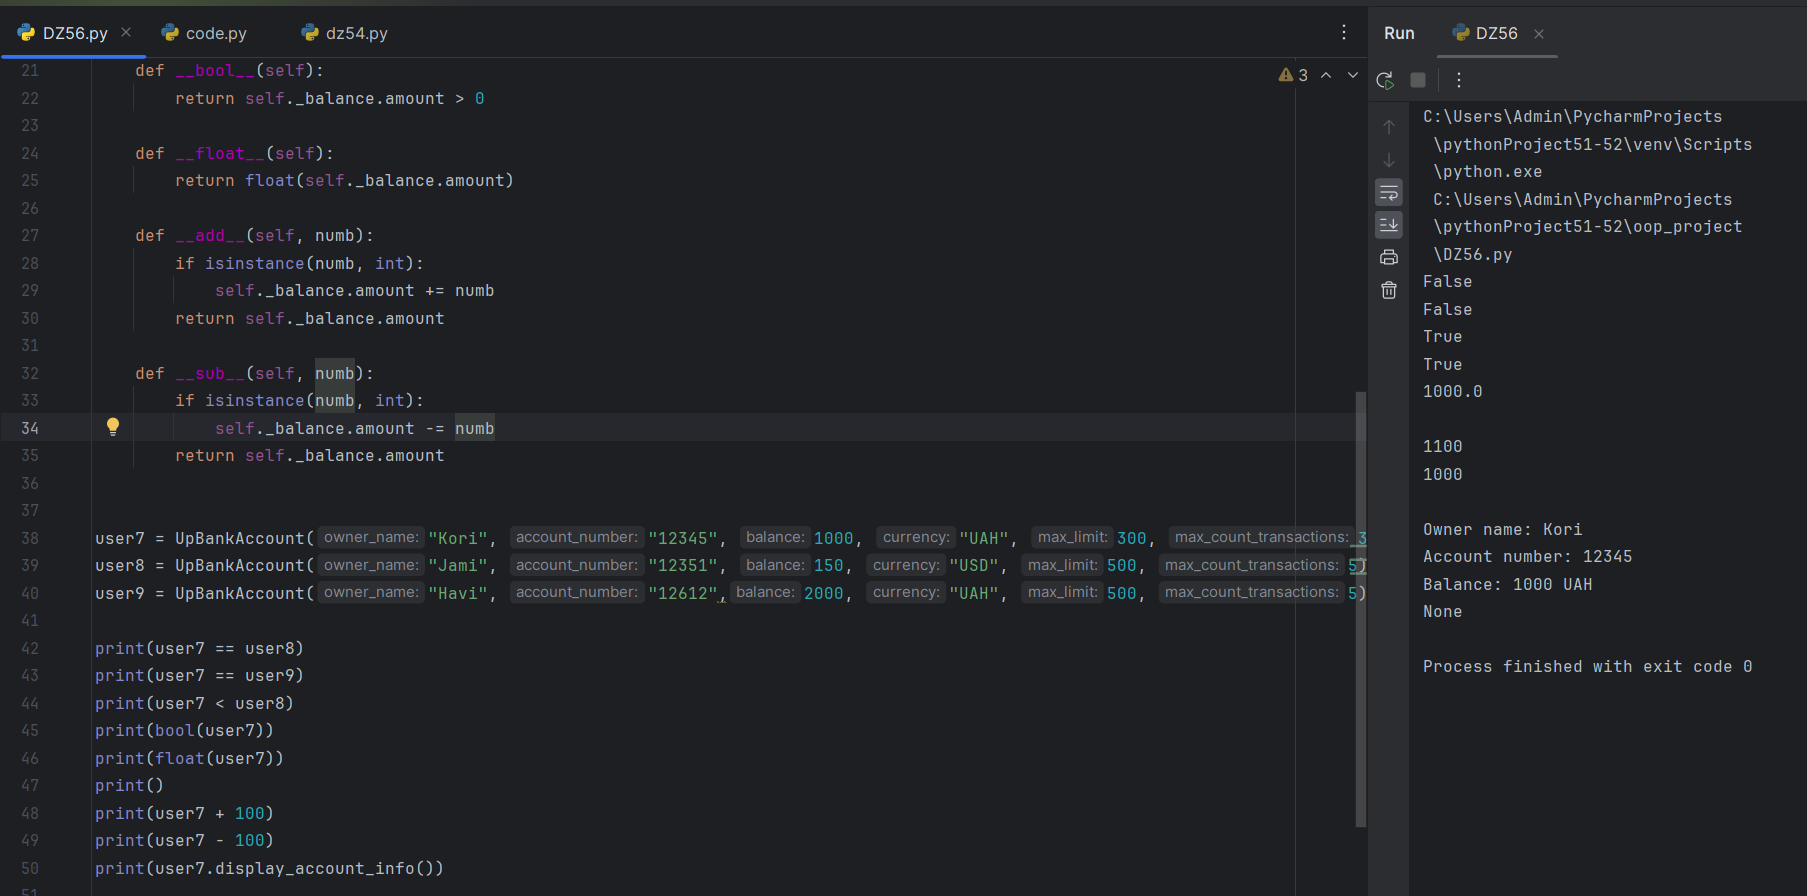 DZ56.py code.py dz54.py
Run DZ56
3
21 def __bool__(self):
22 return self._balance.amount > 0
23
24 def __float__(self):
25 return float(self._balance.amount)
26
27 def __add__(self, numb):
28 if isinstance(numb, int):
29 self._balance.amount += numb
30 return self._balance.amount
31
32 def __sub__(self, numb):
33 if isinstance(numb, int):
34 self._balance.amount -= numb
35 return self._balance.amount
36
37
38 user7 = UpBankAccount( owner_name: "Kori", account_number: "12345", balance: 1000, currency: "UAH", max_limit: 300, max_count_transactions: 3
39 user8 = UpBankAccount( owner_name: "Jami", account_number: "12351", balance: 150, currency: "USD", max_limit: 500, max_count_transactions: 5)
40 user9 = UpBankAccount( owner_name: "Havi", account_number: "12612", balance: 2000, currency: "UAH", max_limit: 500, max_count_transactions: 5)
41
42 print(user7 == user8)
43 print(user7 == user9)
44 print(user7 < user8)
45 print(bool(user7))
46 print(float(user7))
47 print()
48 print(user7 + 100)
49 print(user7 - 100)
50 print(user7.display_account_info())
51
C:\Users\Admin\PycharmProjects
\pythonProject51-52\venv\Scripts
\python.exe
C:\Users\Admin\PycharmProjects
\pythonProject51-52\oop_project
\DZ56.py
False
False
True
True
1000.0
1100
1000
Owner name: Kori
Account number: 12345
Balance: 1000 UAH
None
Process finished with exit code 0